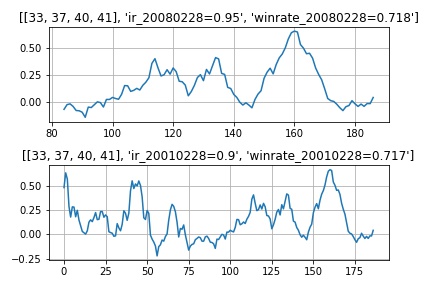 [[33, 37, 40, 41], 'ir_20080228=0.95', 'winrate_20080228=0.718']
0.50
0.25
0.00
80 100 120 140 160 180
[[33, 37, 40, 41], 'ir_20010228=0.9', 'winrate_20010228=0.717']
0.50
0.25
0.00
−0.25
0 25 50 75 100 125 150 175